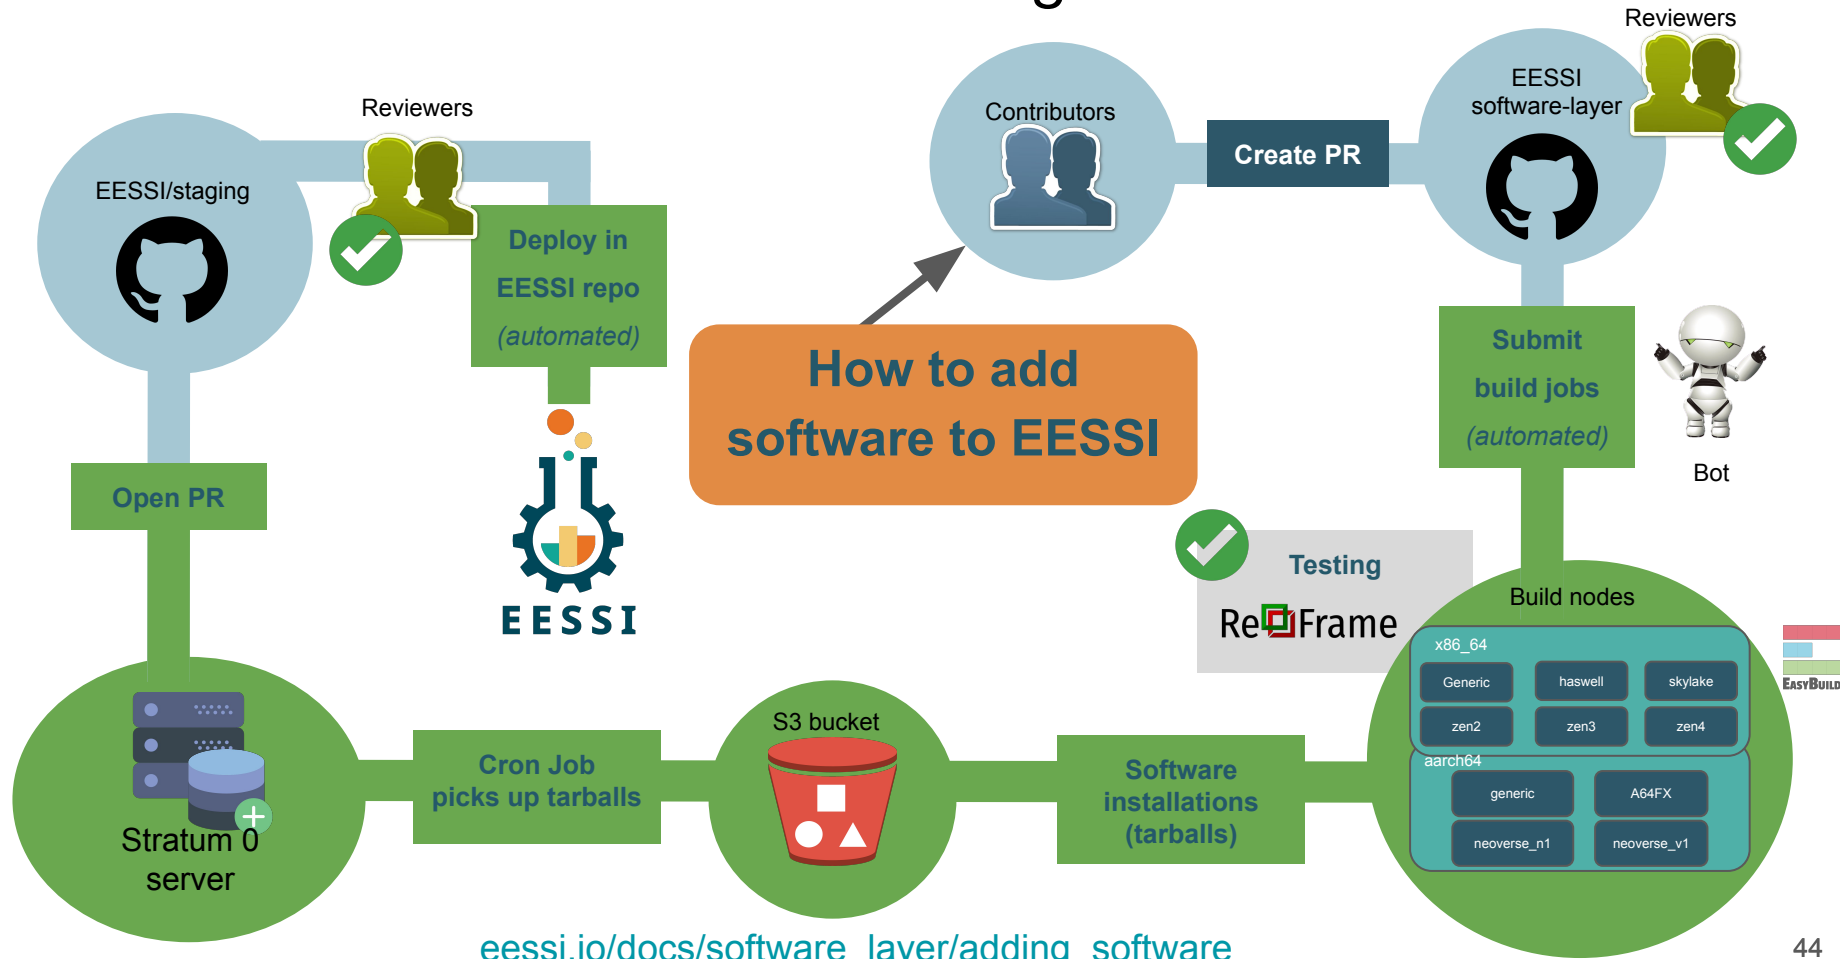 Reviewers
EESSI
software-layer
Contributors
Create PR
Reviewers
EESSI/staging
Deploy in
EESSI repo
(automated)
How to add
software to EESSI
Submit
build jobs
(automated)
Bot
Open PR
EESSI
Testing
ReFrame
Build nodes
x86_64
Generic
haswell
skylake
zen2
zen3
zen4
EASYBUILD
aarch64
generic
A64FX
neoverse_n1
neoverse_v1
Software
installations
(tarballs)
S3 bucket
Cron Job
picks up tarballs
Stratum 0
server
eessi.io/docs/software_layer/adding_software
44